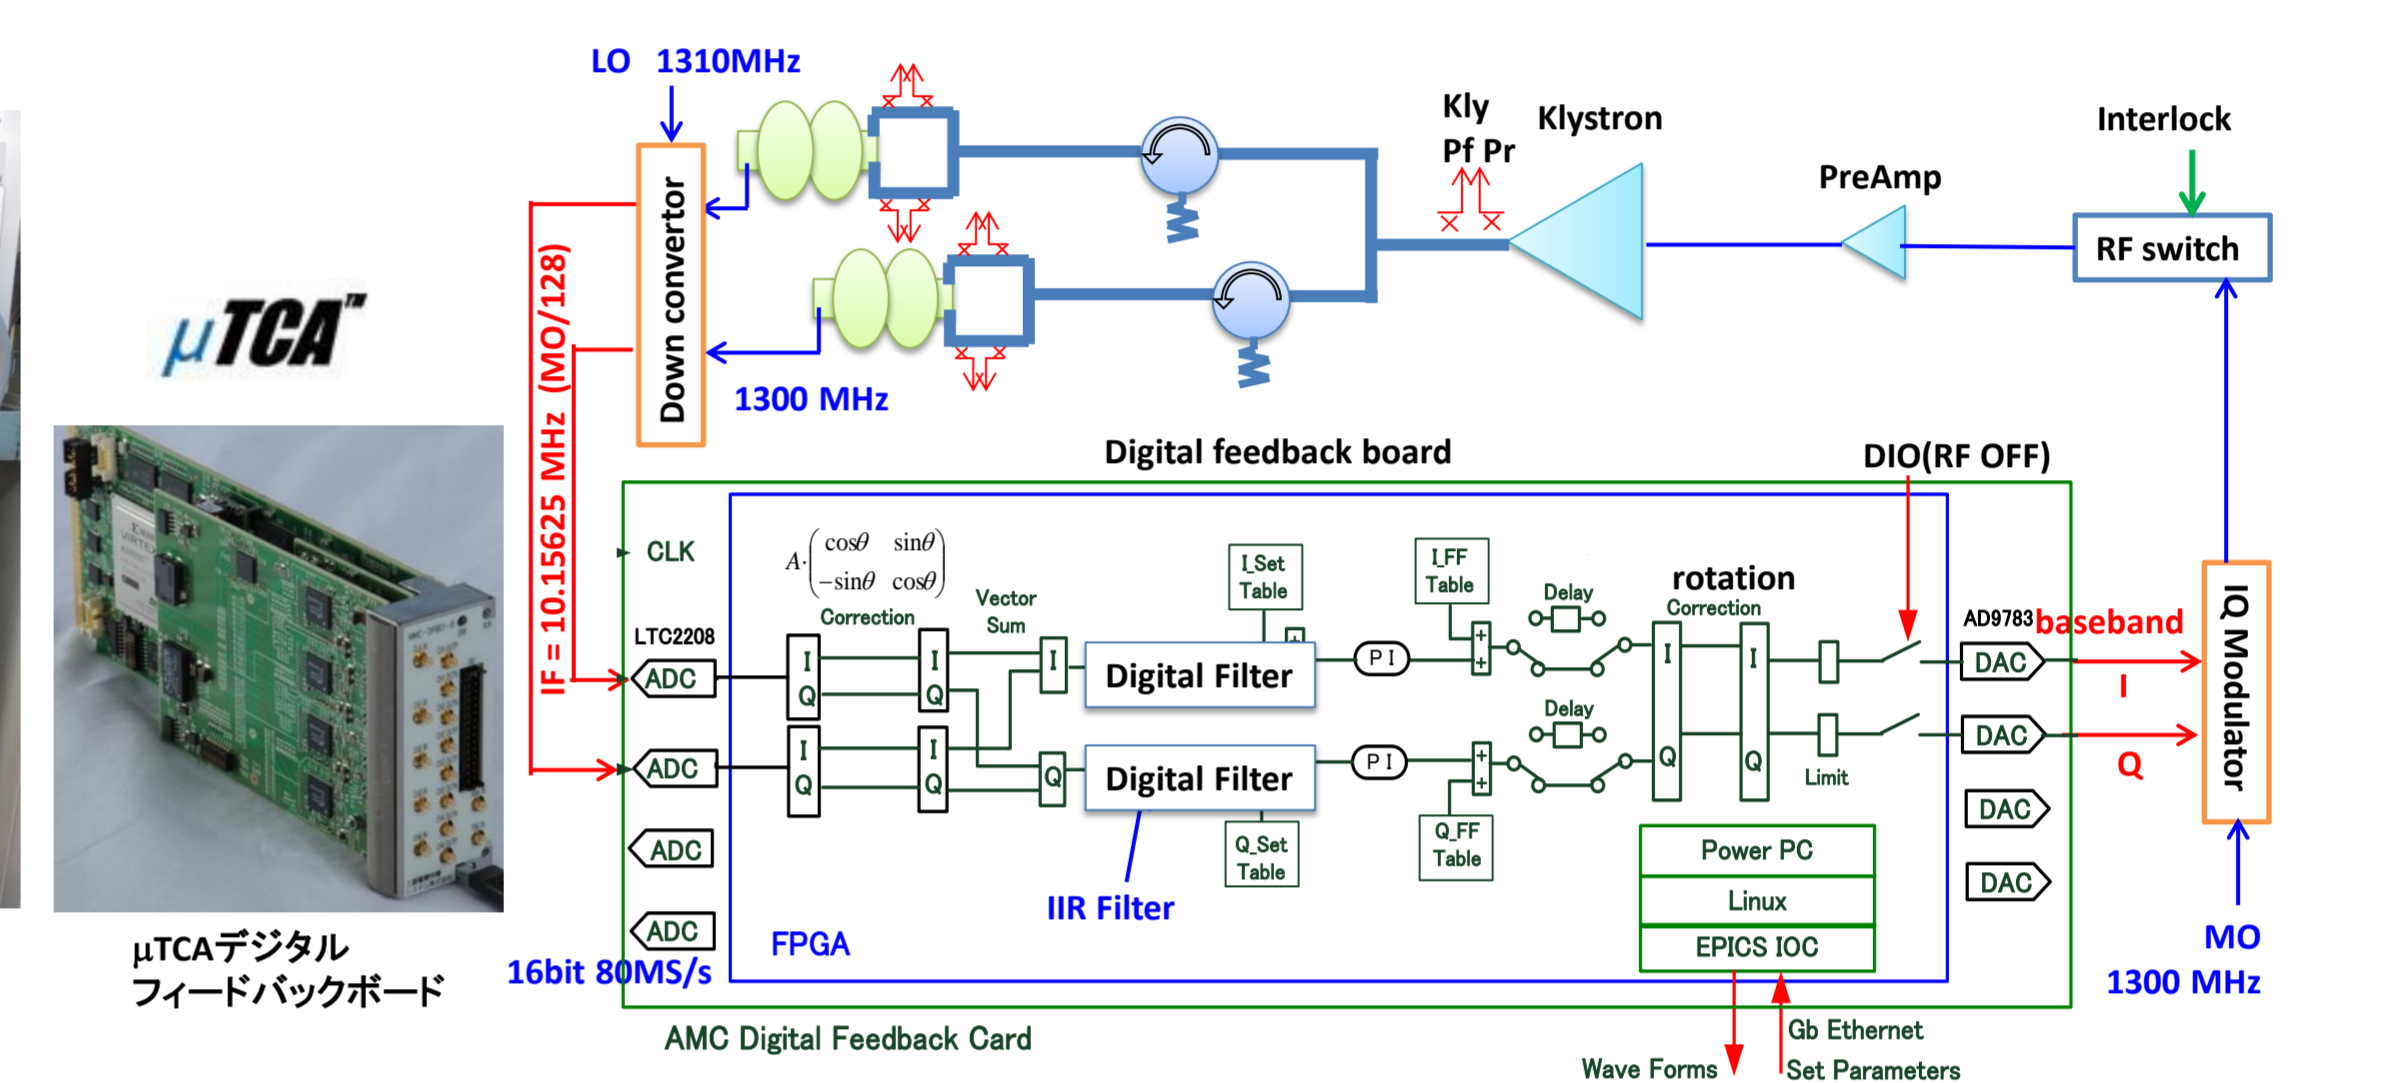 LO 1310MHz
Down convertor
1300 MHz
IF = 10.15625 MHz (MO/128)
Kly
Pf Pr
Klystron
PreAmp
Interlock
RF switch
μTCA™
μTCAデジタル
フィードバックボード
Digital feedback board
DIO(RF OFF)
CLK
A·(cosθ sinθ
−sinθ cosθ)
Correction
Vector
Sum
I_Set
Table
I_FF
Table
Delay
rotation
Correction
LTC2208
ADC
I
Q
I
Q
I
Digital Filter
+
PI
+
+
I
Q
I
Q
AD9783
DAC
baseband
I
ADC
I
Q
I
Q
Q
Digital Filter
PI
Delay
+
+
Limit
DAC
Q
IQ Modulator
ADC
ADC
16bit 80MS/s
FPGA
IIR Filter
Q_Set
Table
Q_FF
Table
Power PC
Linux
EPICS IOC
DAC
DAC
MO
1300 MHz
AMC Digital Feedback Card
Gb Ethernet
Wave Forms
Set Parameters